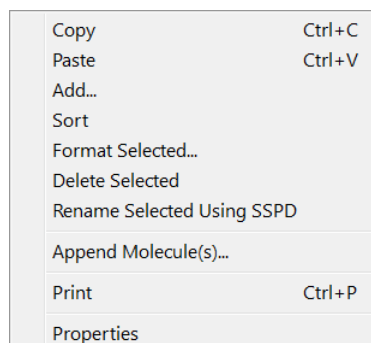 Copy Ctrl+C
Paste Ctrl+V
Add...
Sort
Format Selected...
Delete Selected
Rename Selected Using SSPD
Append Molecule(s)...
Print Ctrl+P
Properties